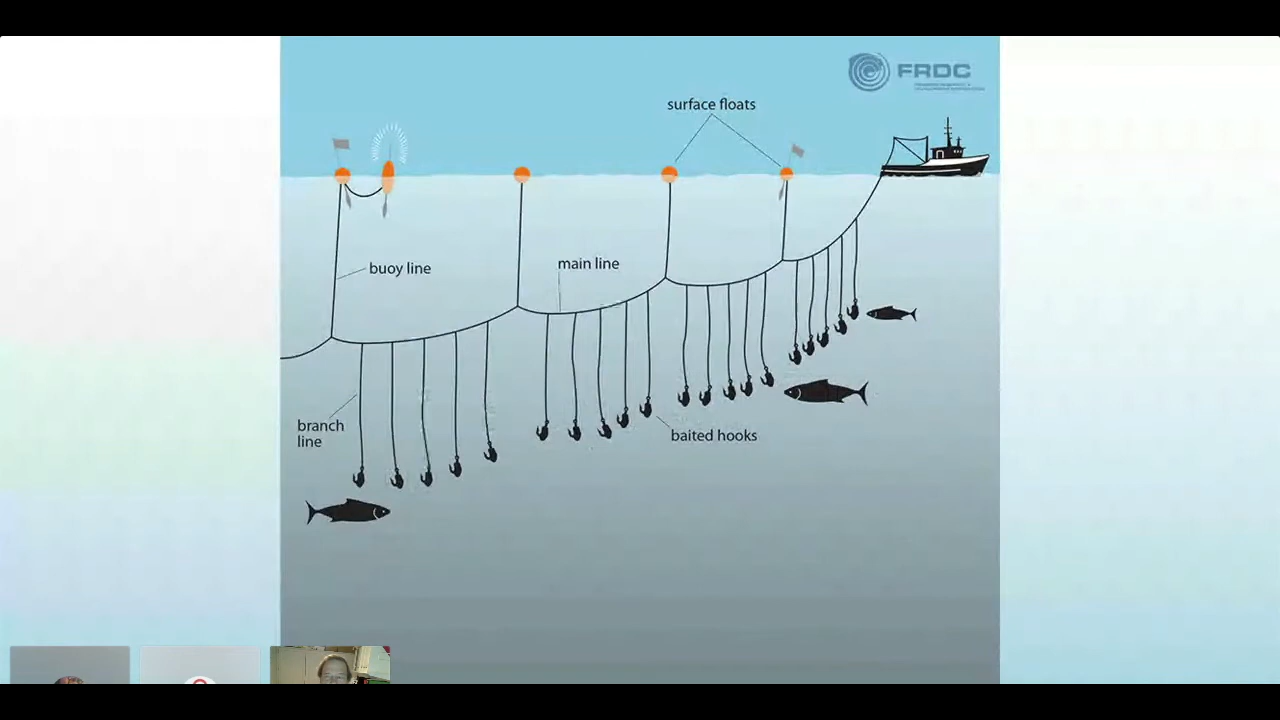 FRDC
surface floats
buoy line
main line
branch
line
baited hooks